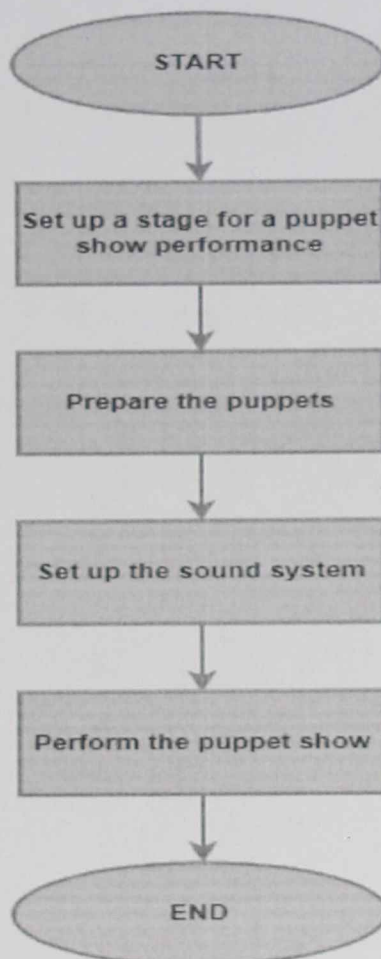 START
Set up a stage for a puppet
show performance
Prepare the puppets
Set up the sound system
Perform the puppet show
END